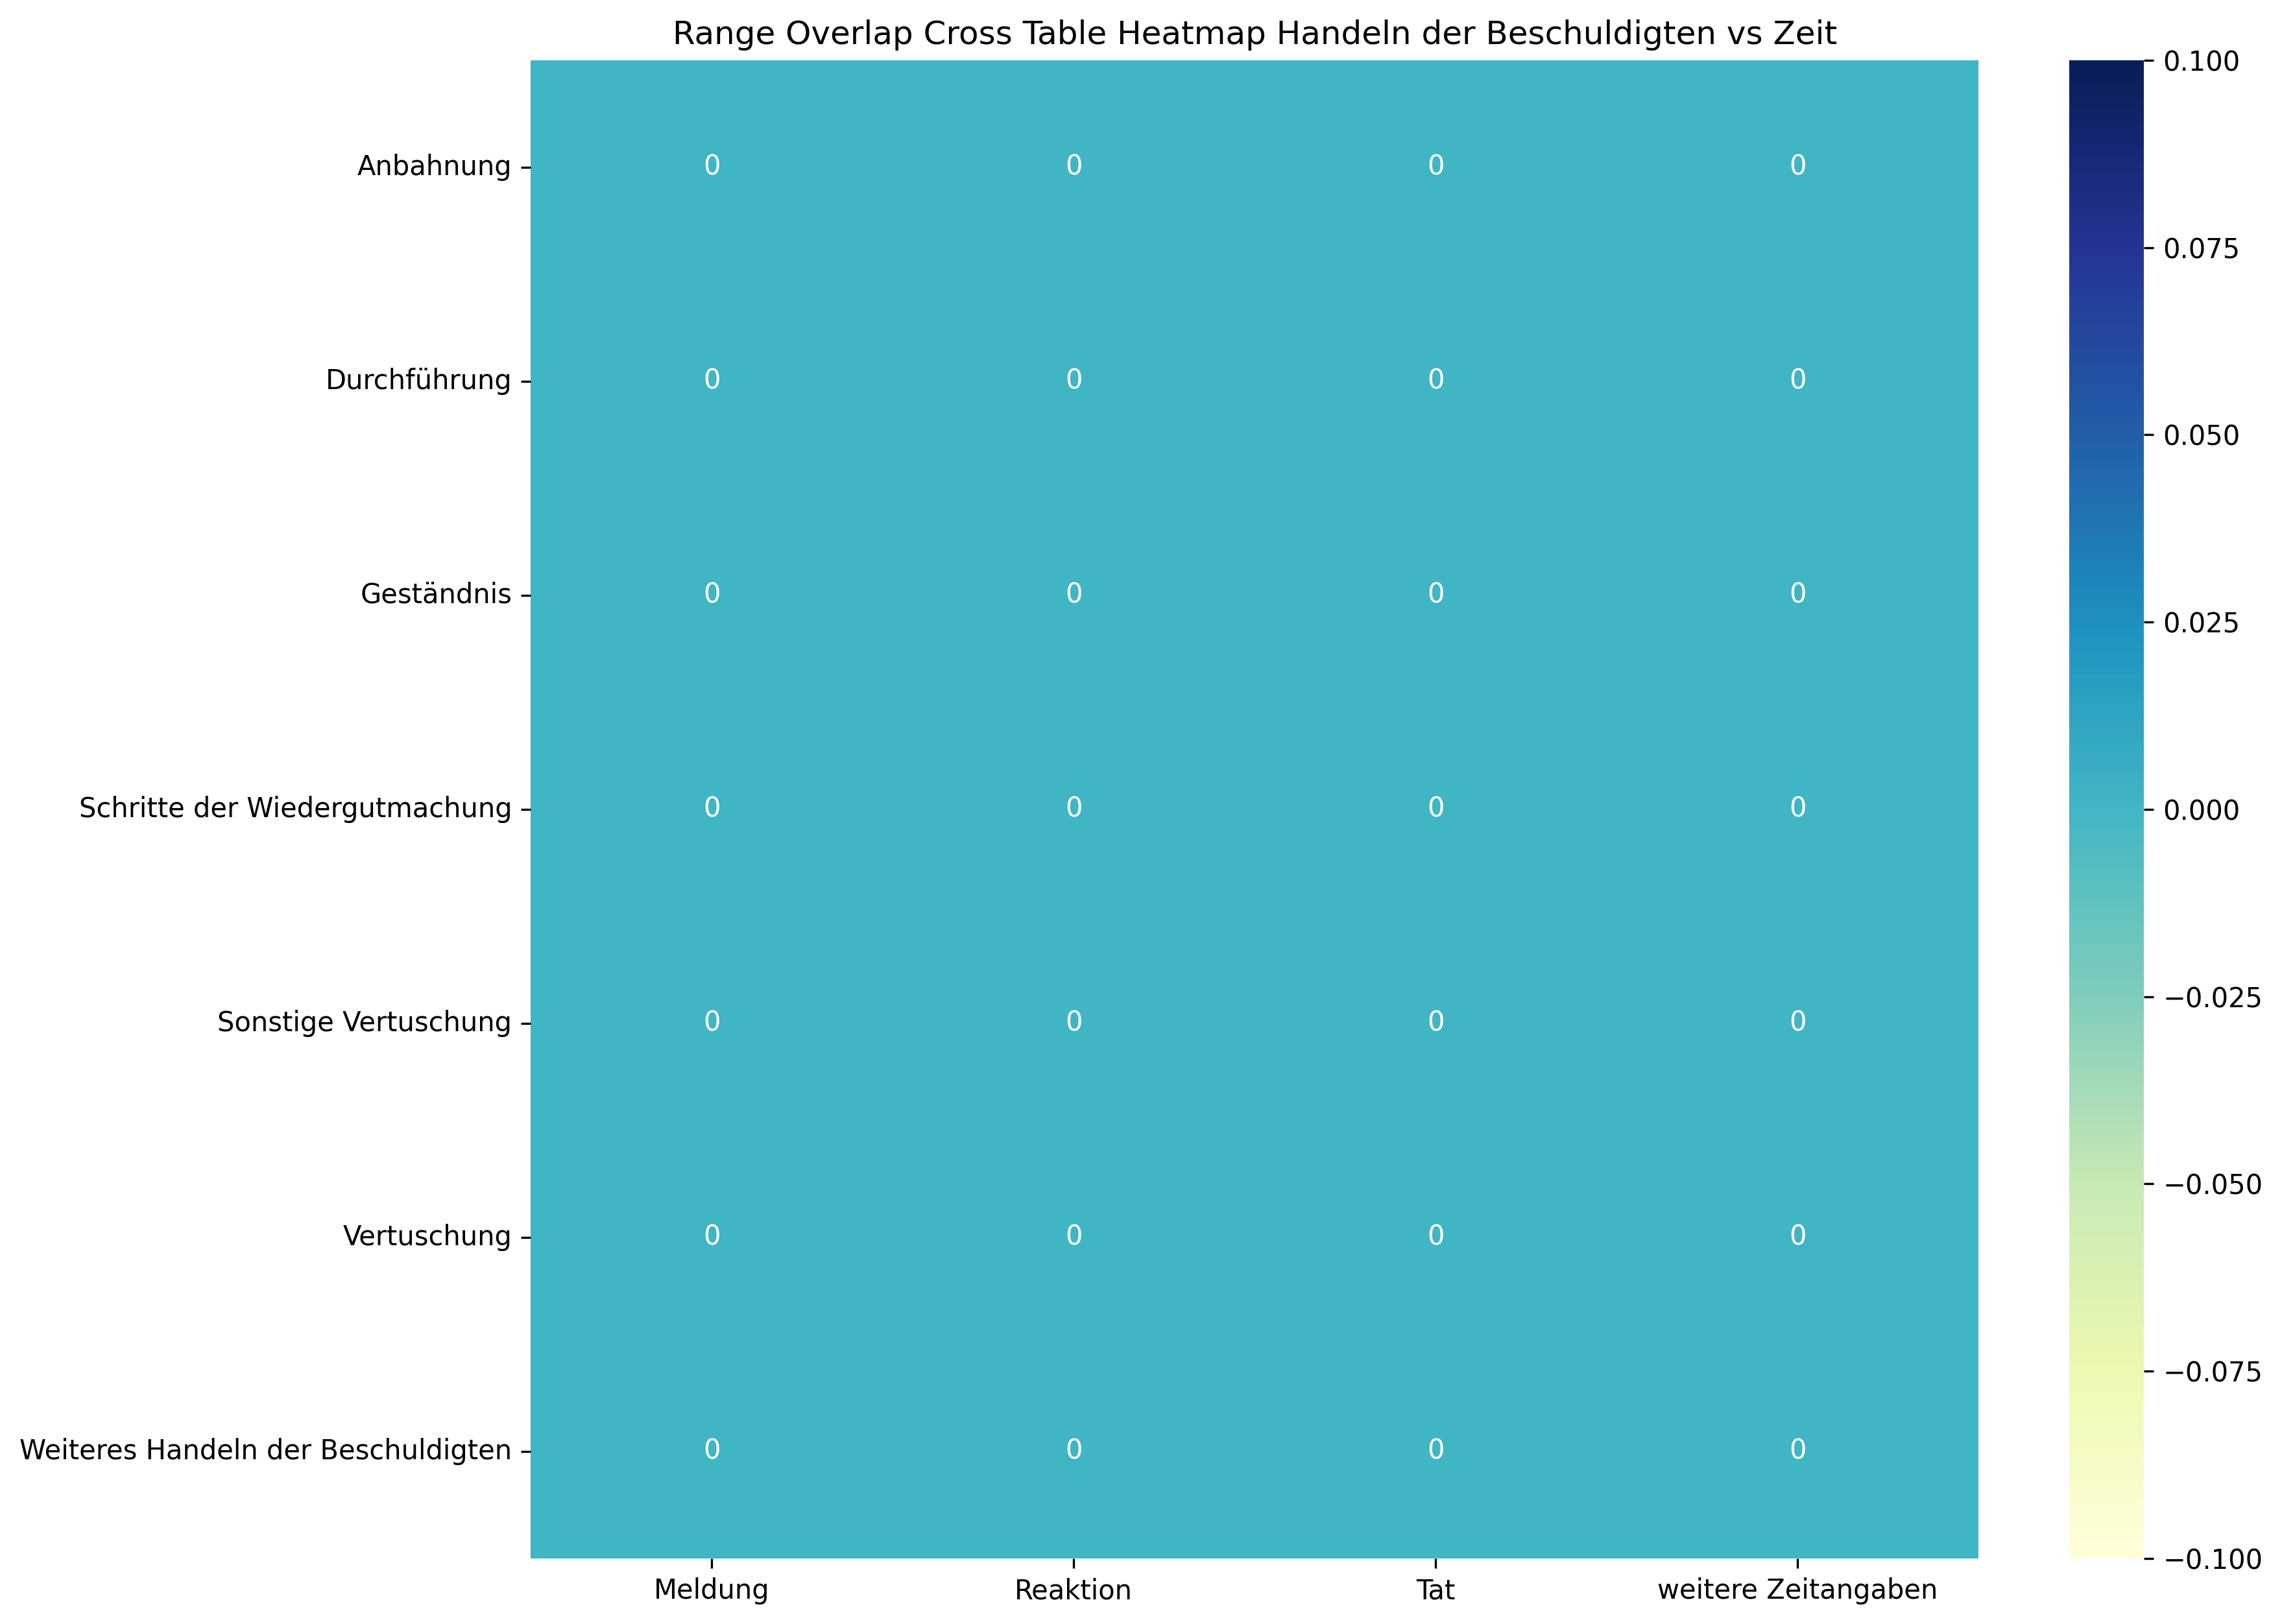 Range Overlap Cross Table Heatmap Handeln der Beschuldigten vs Zeit
Anbahnung 0 0 0 0
Durchführung 0 0 0 0
Geständnis 0 0 0 0
Schritte der Wiedergutmachung 0 0 0 0
Sonstige Vertuschung 0 0 0 0
Vertuschung 0 0 0 0
Weiteres Handeln der Beschuldigten 0 0 0 0
Meldung Reaktion Tat weitere Zeitangaben
0.100
0.075
0.050
0.025
0.000
−0.025
−0.050
−0.075
−0.100